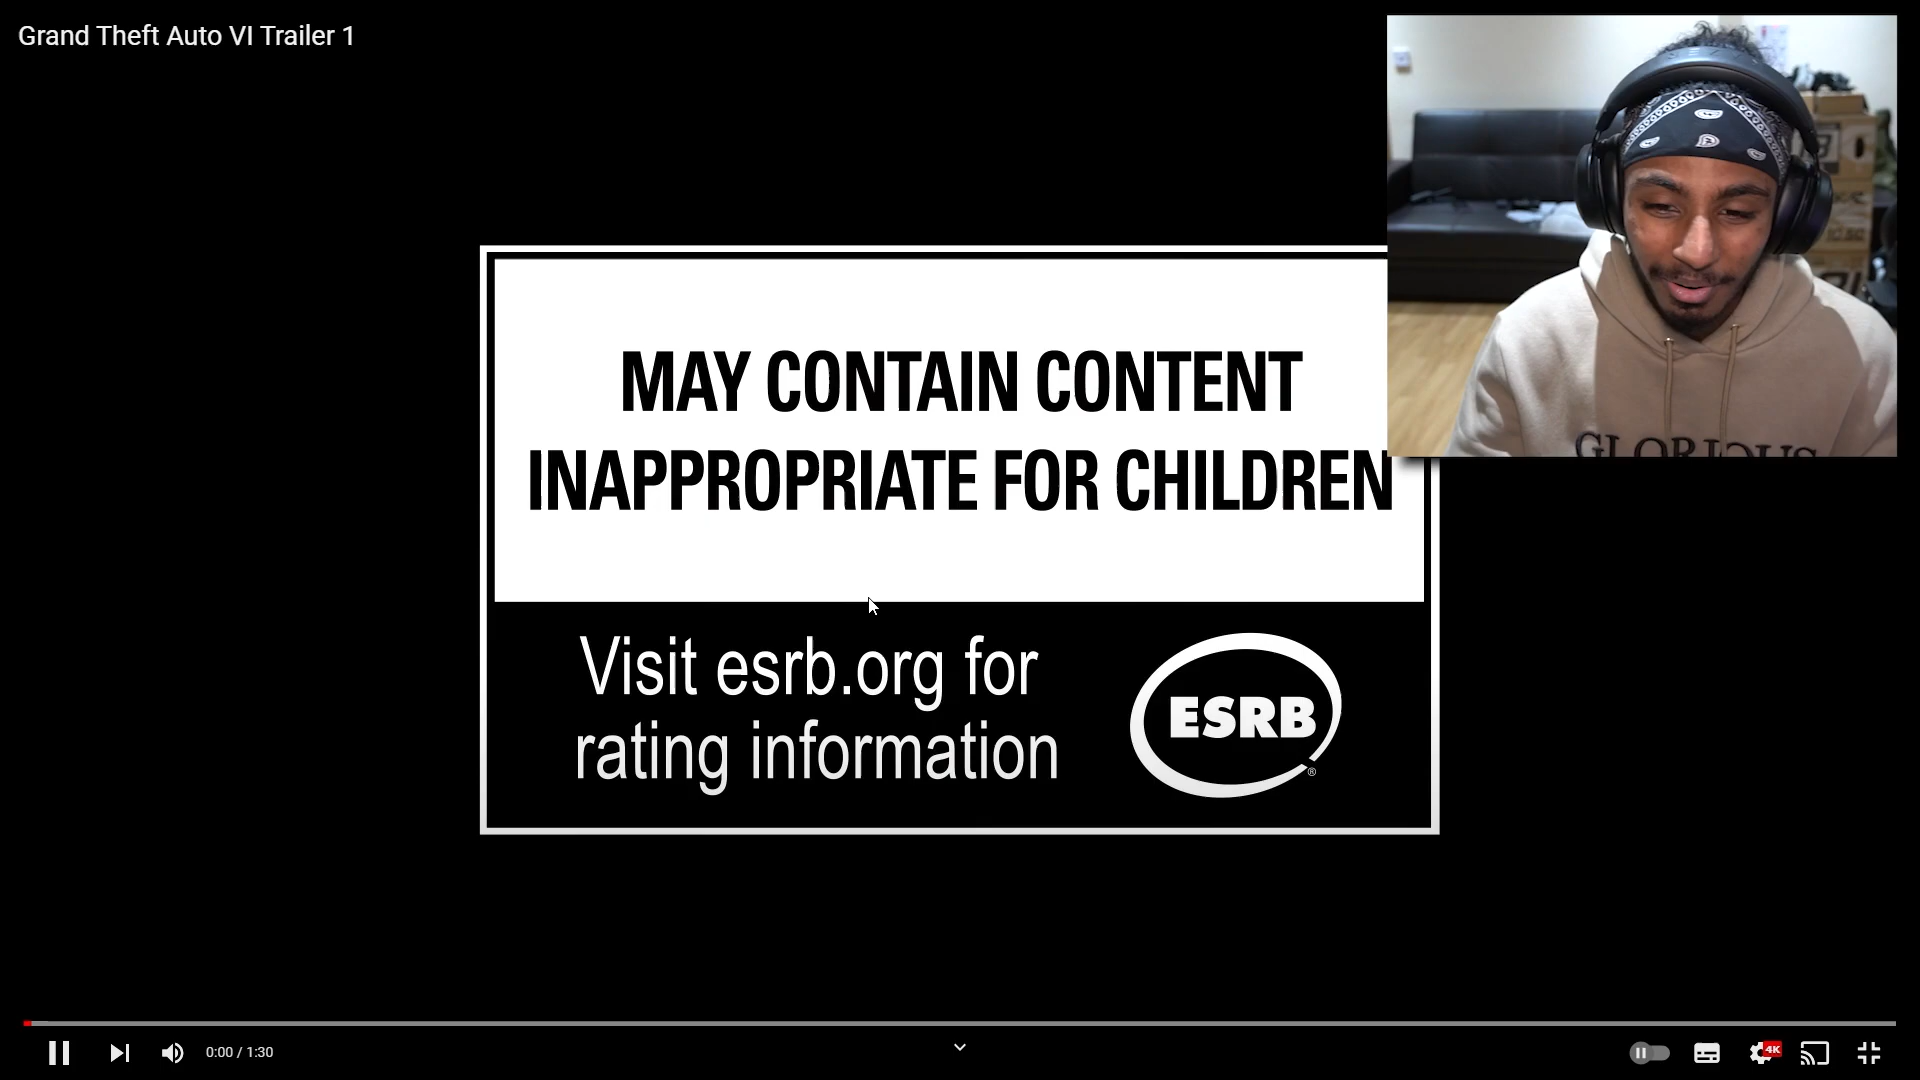 Grand Theft Auto VI Trailer 1
MAY CONTAIN CONTENT
INAPPROPRIATE FOR CHILDREN
Visit esrb.org for
rating information
ESRB
®
GLORIOUS
0:00 / 1:30
4K